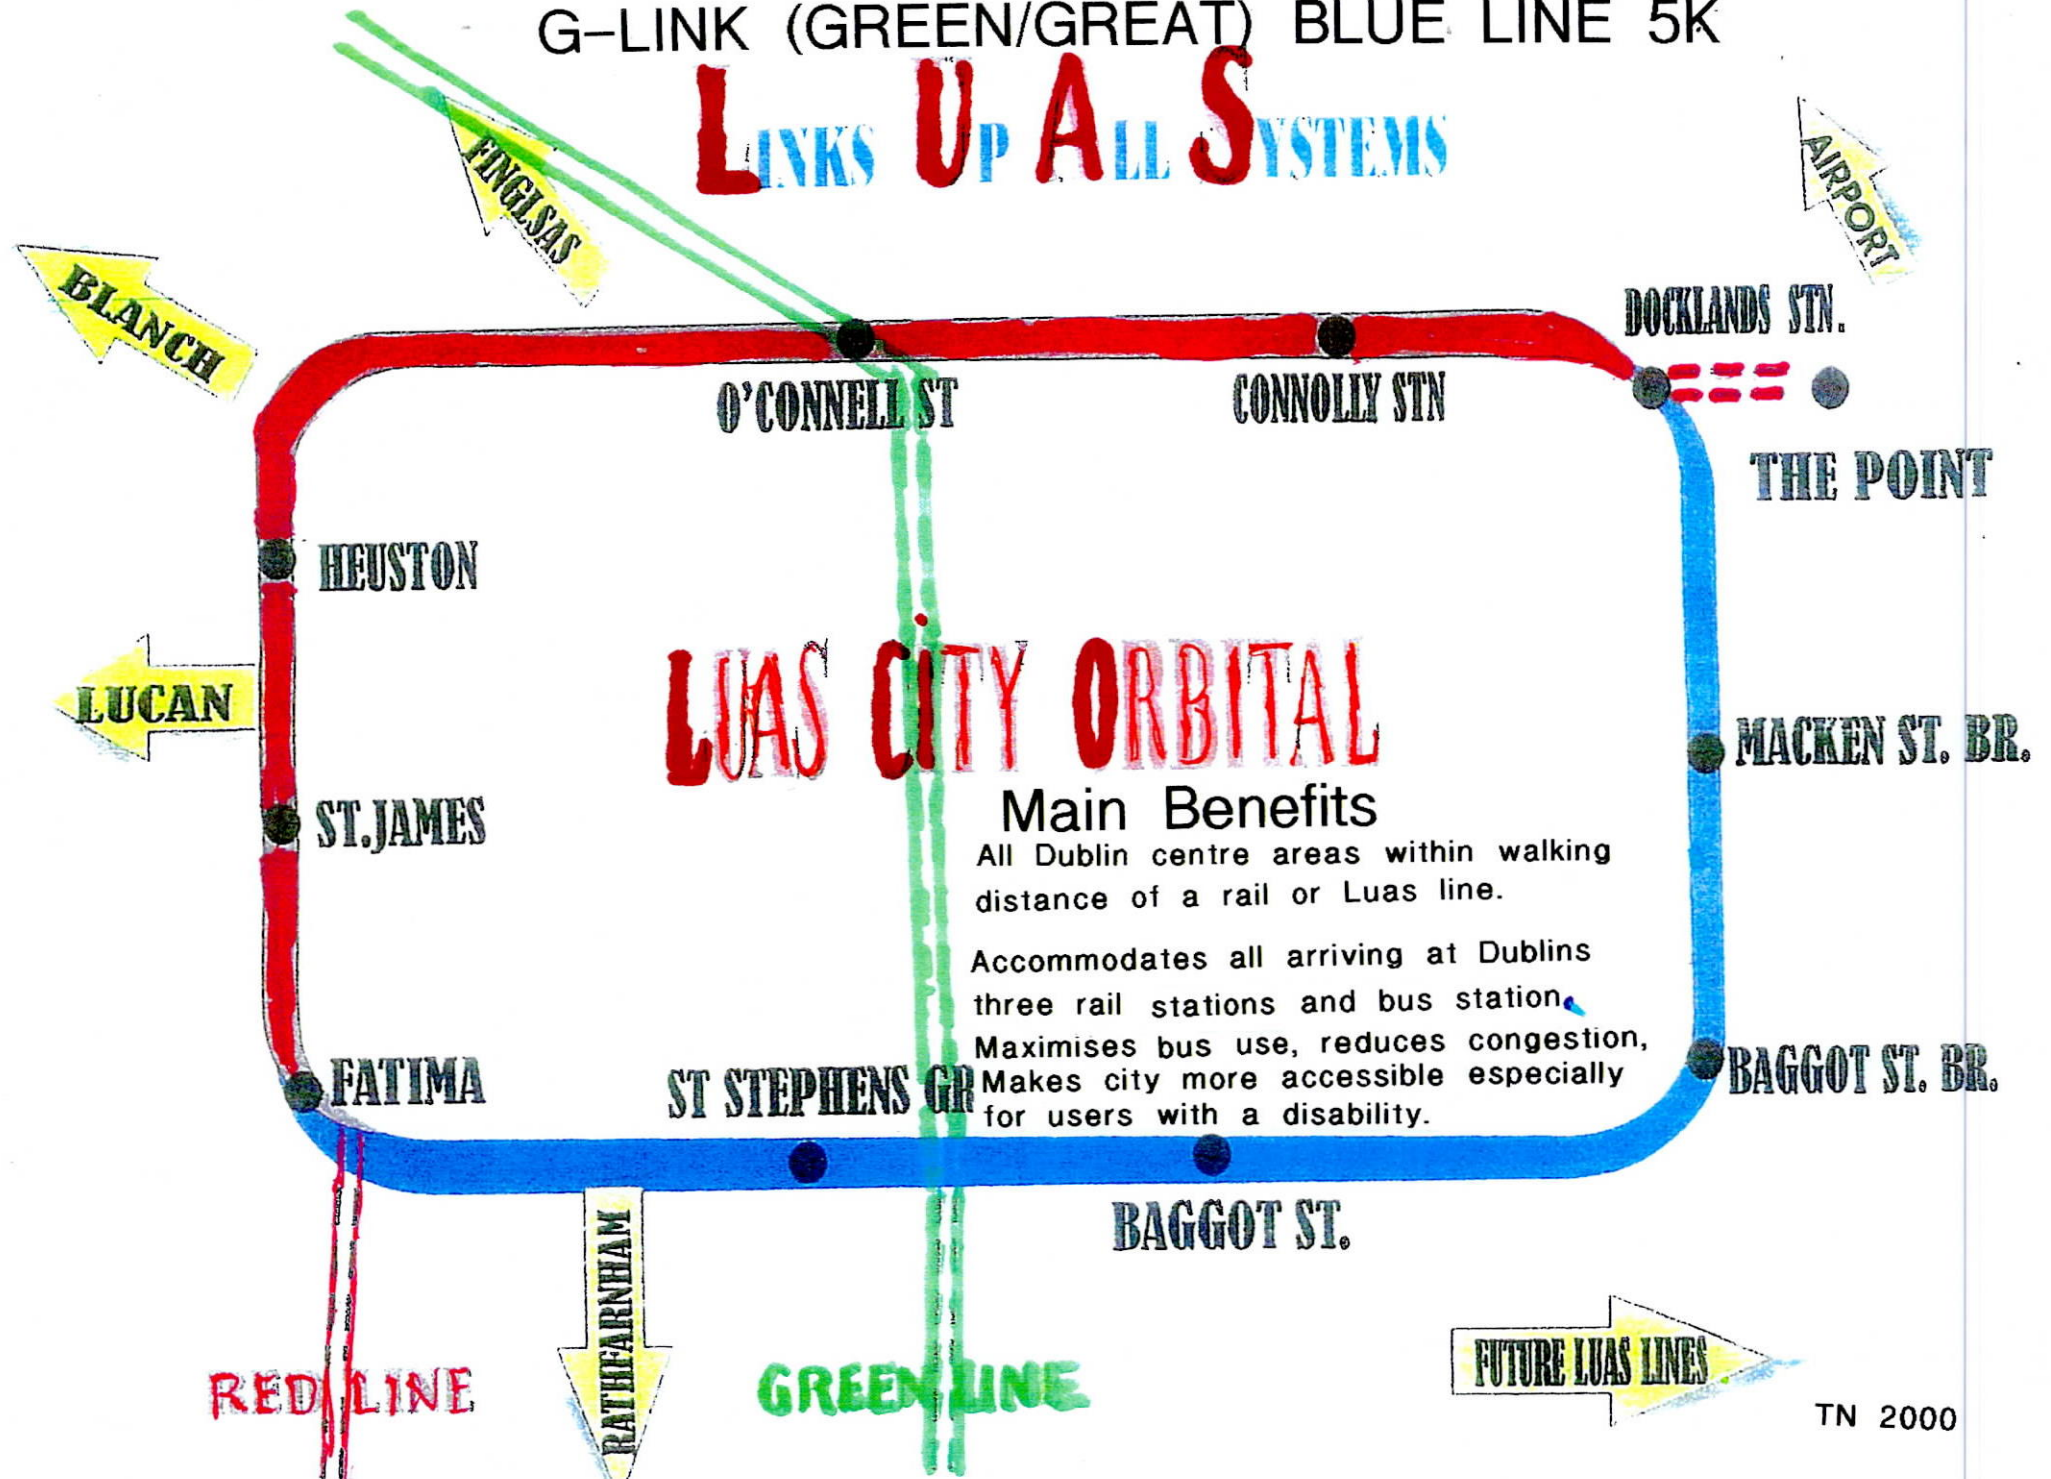 G-LINK (GREEN/GREAT) BLUE LINE 5K
LINKS UP ALL SYSTEMS
FINGLSAS
AIRPORT
BLANCH
DOCKLANDS STN.
O'CONNELL ST
CONNOLLY STN
THE POINT
HEUSTON
LUAS CiTY ORBITAL
LUCAN
MACKEN ST. BR.
ST.JAMES
Main Benefits
All Dublin centre areas within walking
distance of a rail or Luas line.
Accommodates all arriving at Dublins
three rail stations and bus station.
Maximises bus use, reduces congestion,
Makes city more accessible especially
for users with a disability.
FATIMA
ST STEPHENS GR
BAGGOT ST. BR.
BAGGOT ST.
RATHFARNHAM
RED LINE
GREEN LINE
FUTURE LUAS LINES
TN 2000